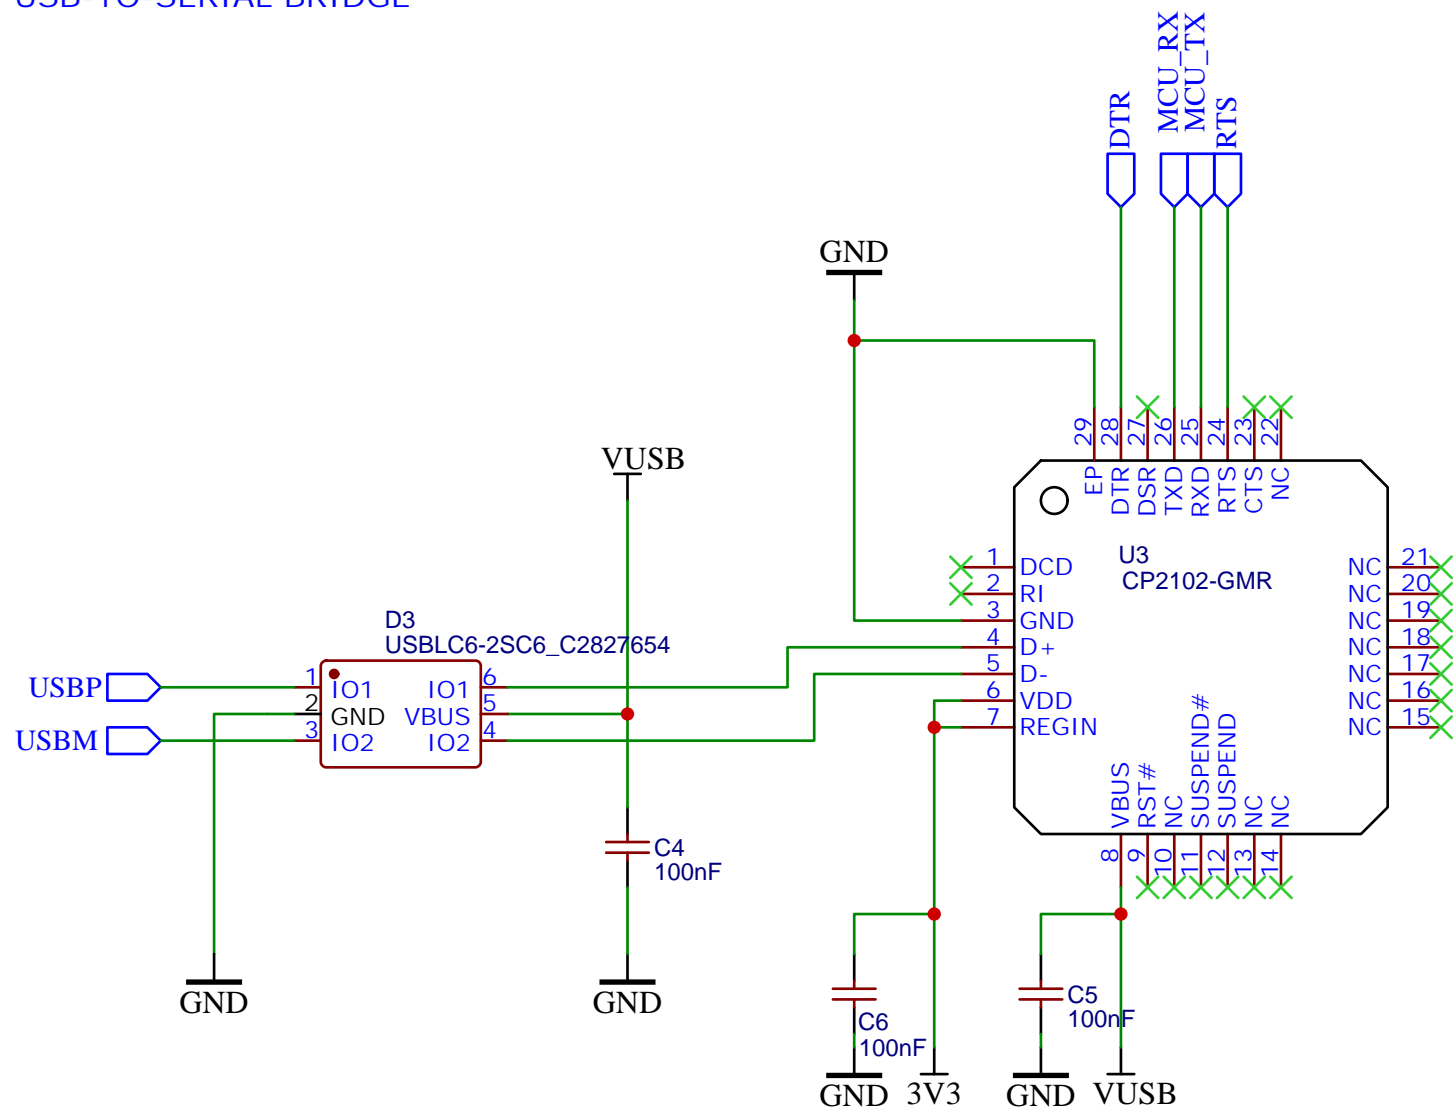 USB-TO-SERIAL BRIDGE
DTR
MCU_RX
MCU_TX
RTS
GND
29
28
27
26
25
24
23
22
EP
DTR
DSR
TXD
RXD
RTS
CTS
NC
VUSB
U3
CP2102-GMR
1 DCD
2 RI
3 GND
4 D+
5 D-
6 VDD
7 REGIN
NC 21
NC 20
NC 19
NC 18
NC 17
NC 16
NC 15
D3
USBLC6-2SC6_C2827654
USBP
USBM
1 IO1
2 GND
3 IO2
IO1 6
VBUS 5
IO2 4
VBUS
RST#
NC
SUSPEND#
SUSPEND
NC
NC
8
9
10
11
12
13
14
C4
100nF
GND
GND
C6
100nF
C5
100nF
GND
3V3
GND
VUSB